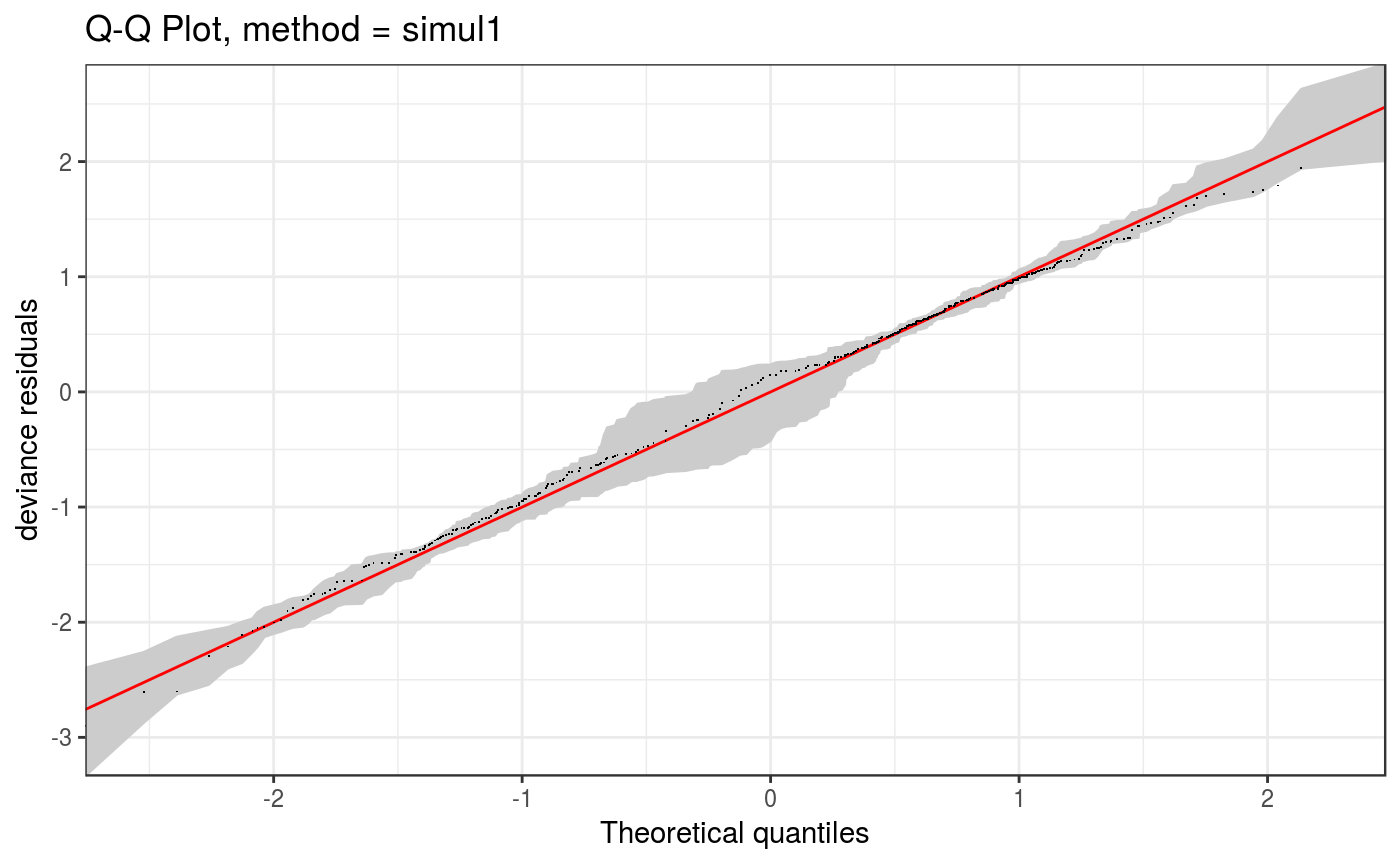 Q-Q Plot, method = simul1
2
1
0
-1
-2
-3
deviance residuals
-2 -1 0 1 2
Theoretical quantiles